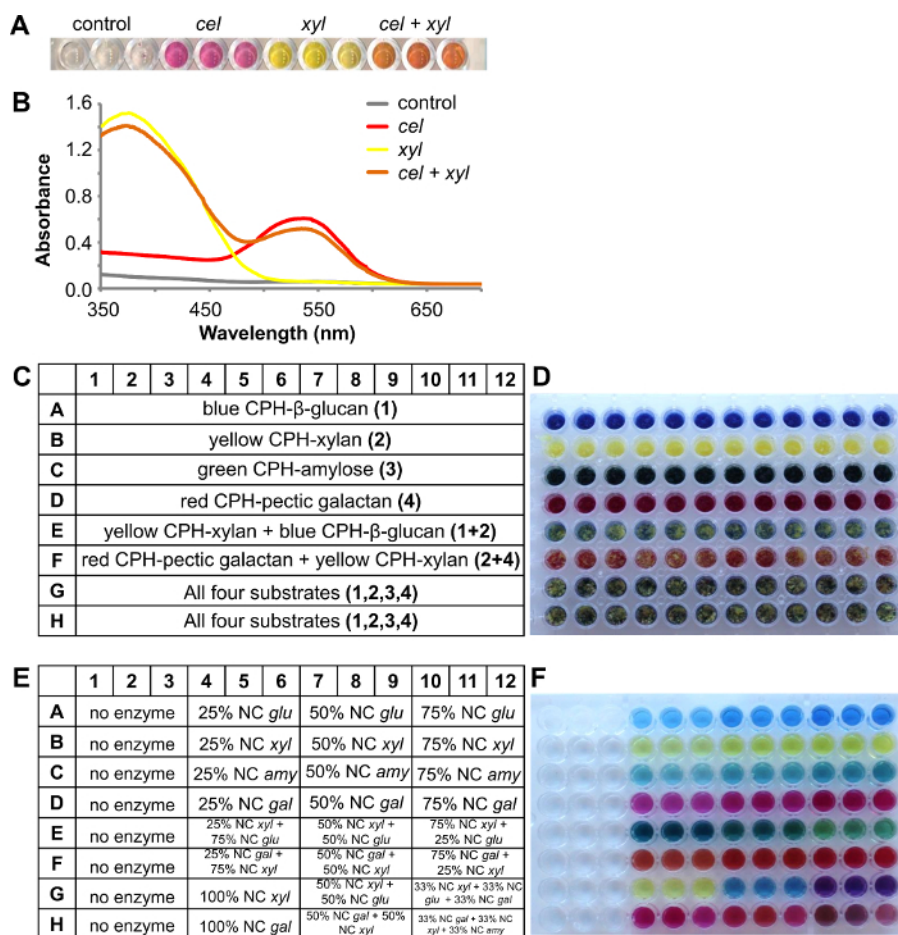 A
control cel xyl cel + xyl
B
1.6
1.2
0.8
0.4
0.0
Absorbance
350 450 550 650
Wavelength (nm)
control
cel
xyl
cel + xyl
C
1 2 3 4 5 6 7 8 9 10 11 12
A blue CPH-β-glucan (1)
B yellow CPH-xylan (2)
C green CPH-amylose (3)
D red CPH-pectic galactan (4)
E yellow CPH-xylan + blue CPH-β-glucan (1+2)
F red CPH-pectic galactan + yellow CPH-xylan (2+4)
G All four substrates (1,2,3,4)
H All four substrates (1,2,3,4)
D
E
1 2 3 4 5 6 7 8 9 10 11 12
A no enzyme 25% NC glu 50% NC glu 75% NC glu
B no enzyme 25% NC xyl 50% NC xyl 75% NC xyl
C no enzyme 25% NC amy 50% NC amy 75% NC amy
D no enzyme 25% NC gal 50% NC gal 75% NC gal
E no enzyme
25% NC xyl +
75% NC glu
50% NC xyl +
50% NC glu
75% NC xyl +
25% NC glu
F no enzyme
25% NC gal +
75% NC xyl
50% NC gal +
50% NC xyl
75% NC gal +
25% NC xyl
G no enzyme 100% NC xyl
50% NC xyl +
50% NC glu
33% NC xyl + 33% NC
glu + 33% NC gal
H no enzyme 100% NC gal
50% NC gal + 50%
NC xyl
33% NC gal + 33% NC
xyl + 33% NC amy
F